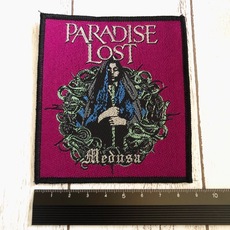 PARADISE
LOST
Medusa
1 2 3 4 5 6 7 8 9 10